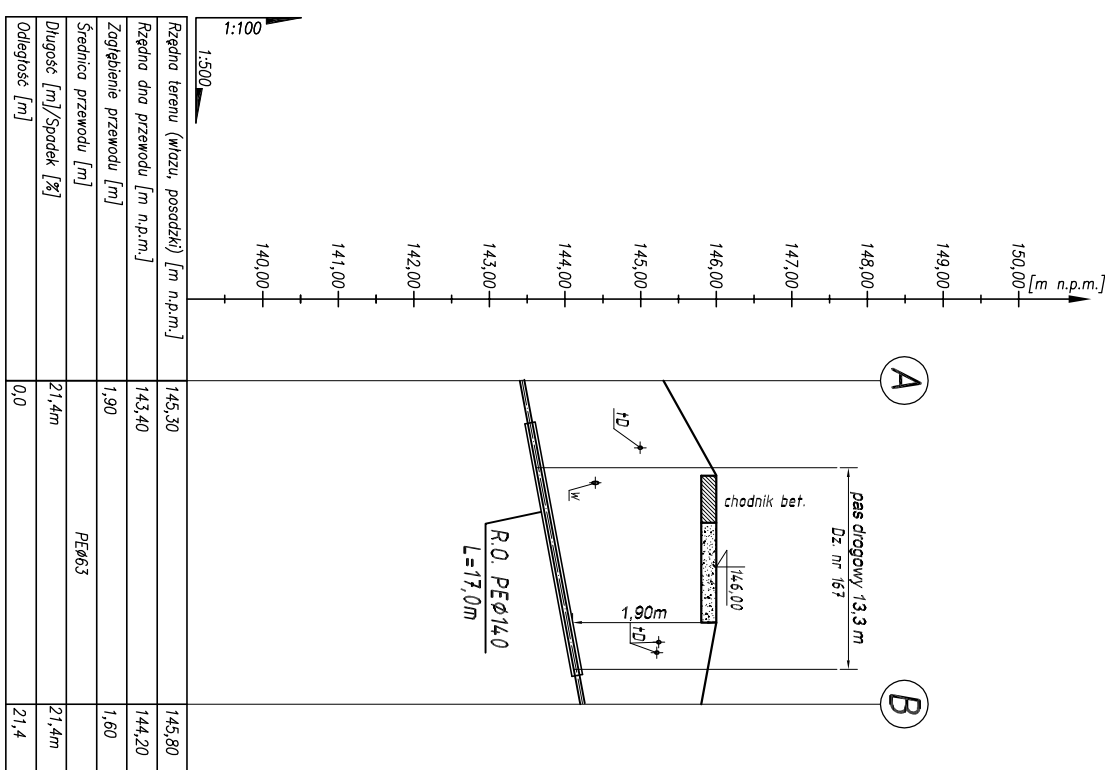 150,00 [m n.p.m.]
149,00
148,00
147,00
146,00
145,00
144,00
143,00
142,00
141,00
140,00
A
B
pas drogowy 13,3 m
Dz. nr 167
chodnik bet.
146,00
1,90m
tD
w
tD
R.O. PEø140
L=17,0m
1:100
1:500
Rzędna terenu (włazu, posadzki) [m n.p.m.] 145,30 145,80
Rzędna dna przewodu [m n.p.m.] 143,40 144,20
Zagłębienie przewodu [m] 1,90 1,60
Średnica przewodu [m] PEø63
Długość [m]/Spadek [%] 21,4m 21,4m
Odległość [m] 0,0 21,4